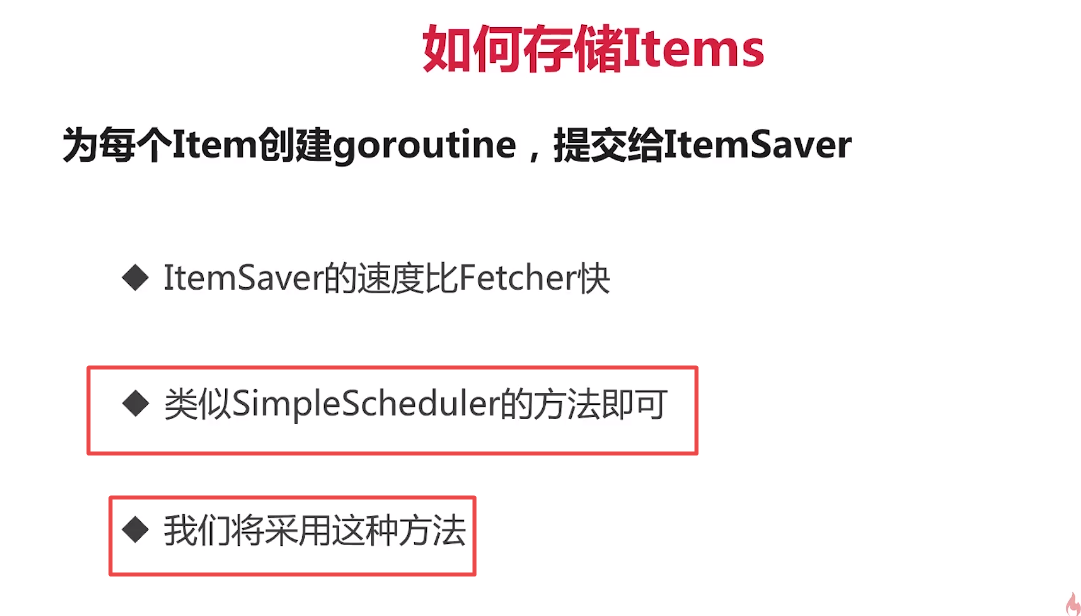 如何存储Items
为每个Item创建goroutine，提交给ItemSaver
◆ ItemSaver的速度比Fetcher快
◆ 类似SimpleScheduler的方法即可
◆ 我们将采用这种方法